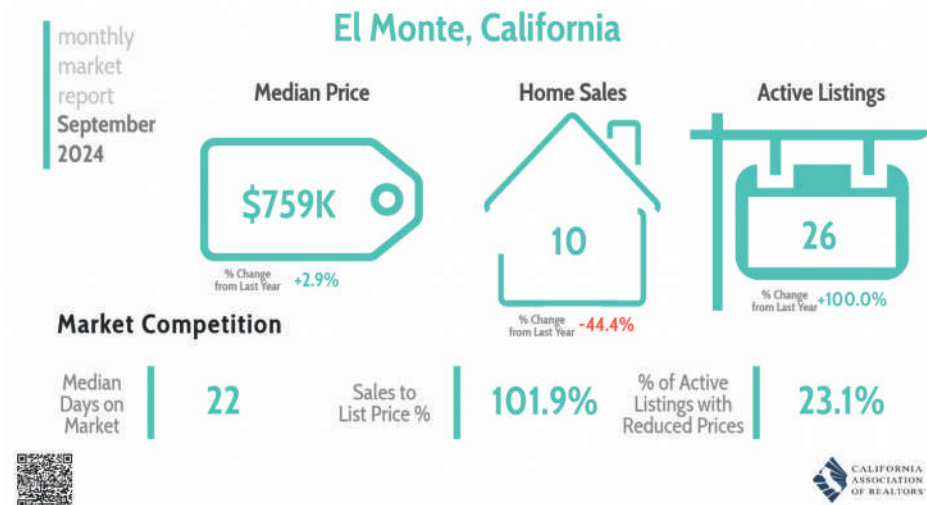 El Monte, California
monthly
market
report
September
2024
Median Price
$759K
% Change
from Last Year
+2.9%
Home Sales
10
% Change
from Last Year
-44.4%
Active Listings
26
% Change
from Last Year
+100.0%
Market Competition
Median
Days on
Market
22
Sales to
List Price %
101.9%
% of Active
Listings with
Reduced Prices
23.1%
CALIFORNIA
ASSOCIATION
OF REALTORS